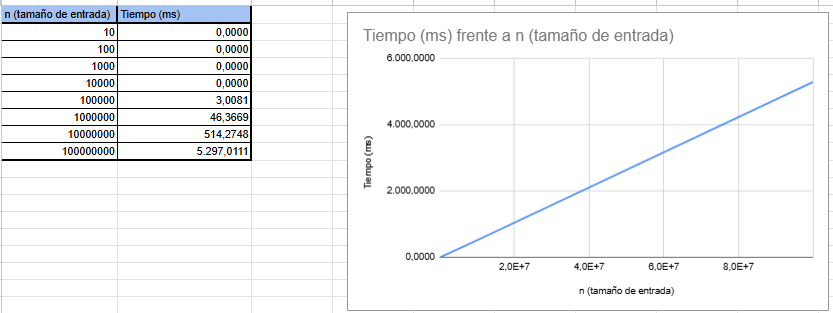 n (tamaño de entrada) Tiempo (ms)
10 0,0000
100 0,0000
1000 0,0000
10000 0,0000
100000 3,0081
1000000 46,3669
10000000 514,2748
100000000 5.297,0111
Tiempo (ms) frente a n (tamaño de entrada)
6.000,0000
4.000,0000
2.000,0000
0,0000
Tiempo (ms)
2,0E+7 4,0E+7 6,0E+7 8,0E+7
n (tamaño de entrada)